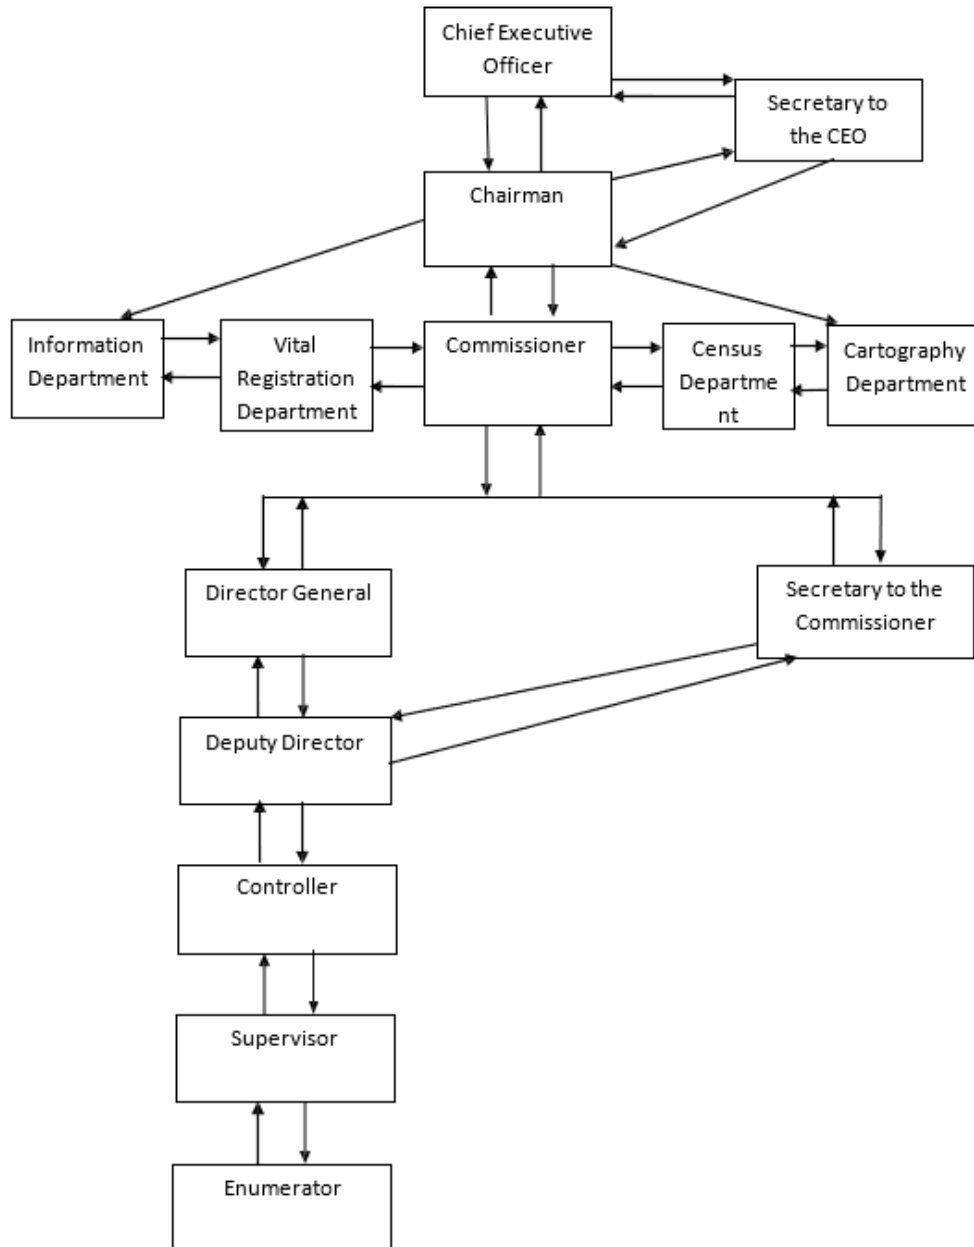 Chief Executive
Officer
Secretary to
the CEO
Chairman
Information
Department
Vital
Registration
Department
Commissioner
Census
Departme
nt
Cartography
Department
Director General
Secretary to the
Commissioner
Deputy Director
Controller
Supervisor
Enumerator